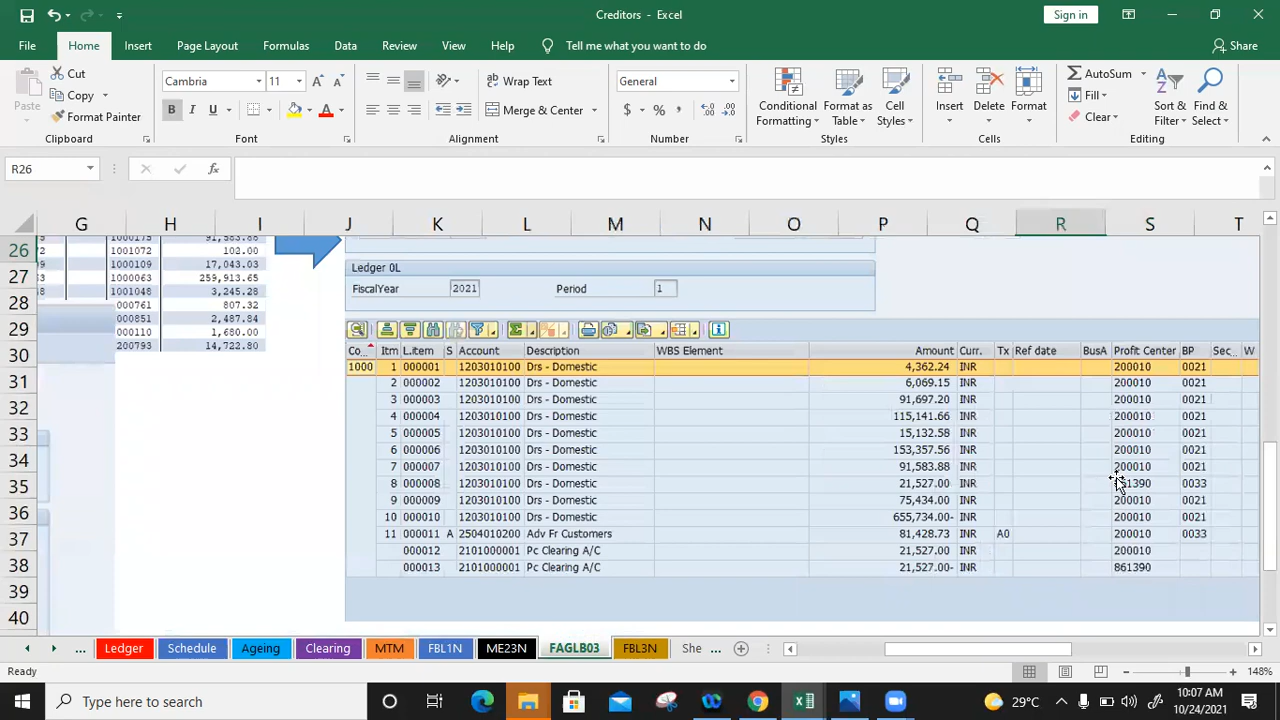 Creditors - Excel
Sign in
File Home Insert Page Layout Formulas Data Review View Help Tell me what you want to do Share
Paste
Cut
Copy
Format Painter
Clipboard
Cambria 11
B I U
Font
Wrap Text
Merge & Center
Alignment
General
$ %
Number
Conditional Formatting
Format as Table
Cell Styles
Styles
Insert Delete Format
Cells
AutoSum
Fill
Clear
Sort & Filter
Find & Select
Editing
R26
fx
G H I J K L M N O P Q R S T
26
27
28
29
30
31
32
33
34
35
36
37
38
39
40
1000175 91,583.88
1001072 102.00
1000109 17,043.03
1000063 259,913.65
1001048 3,245.28
000761 807.32
000851 2,487.84
000110 1,680.00
200793 14,722.80
Ledger 0L
FiscalYear 2021 Period 1
Co... Itm L.item S Account Description WBS Element Amount Curr. Tx Ref date BusA Profit Center BP Sec... W
1000 1 000001 1203010100 Drs - Domestic 4,362.24 INR 200010 0021
2 000002 1203010100 Drs - Domestic 6,069.15 INR 200010 0021
3 000003 1203010100 Drs - Domestic 91,697.20 INR 200010 0021
4 000004 1203010100 Drs - Domestic 115,141.66 INR 200010 0021
5 000005 1203010100 Drs - Domestic 15,132.58 INR 200010 0021
6 000006 1203010100 Drs - Domestic 153,357.56 INR 200010 0021
7 000007 1203010100 Drs - Domestic 91,583.88 INR 200010 0021
8 000008 1203010100 Drs - Domestic 21,527.00 INR 861390 0033
9 000009 1203010100 Drs - Domestic 75,434.00 INR 200010 0021
10 000010 1203010100 Drs - Domestic 655,734.00- INR 200010 0021
11 000011 A 2504010200 Adv Fr Customers 81,428.73 INR A0 200010 0033
000012 2101000001 Pc Clearing A/C 21,527.00 INR 200010
000013 2101000001 Pc Clearing A/C 21,527.00- INR 861390
... Ledger Schedule Ageing Clearing MTM FBL1N ME23N FAGLB03 FBL3N She ...
Ready
148%
Type here to search
29°C
10:07 AM
10/24/2021